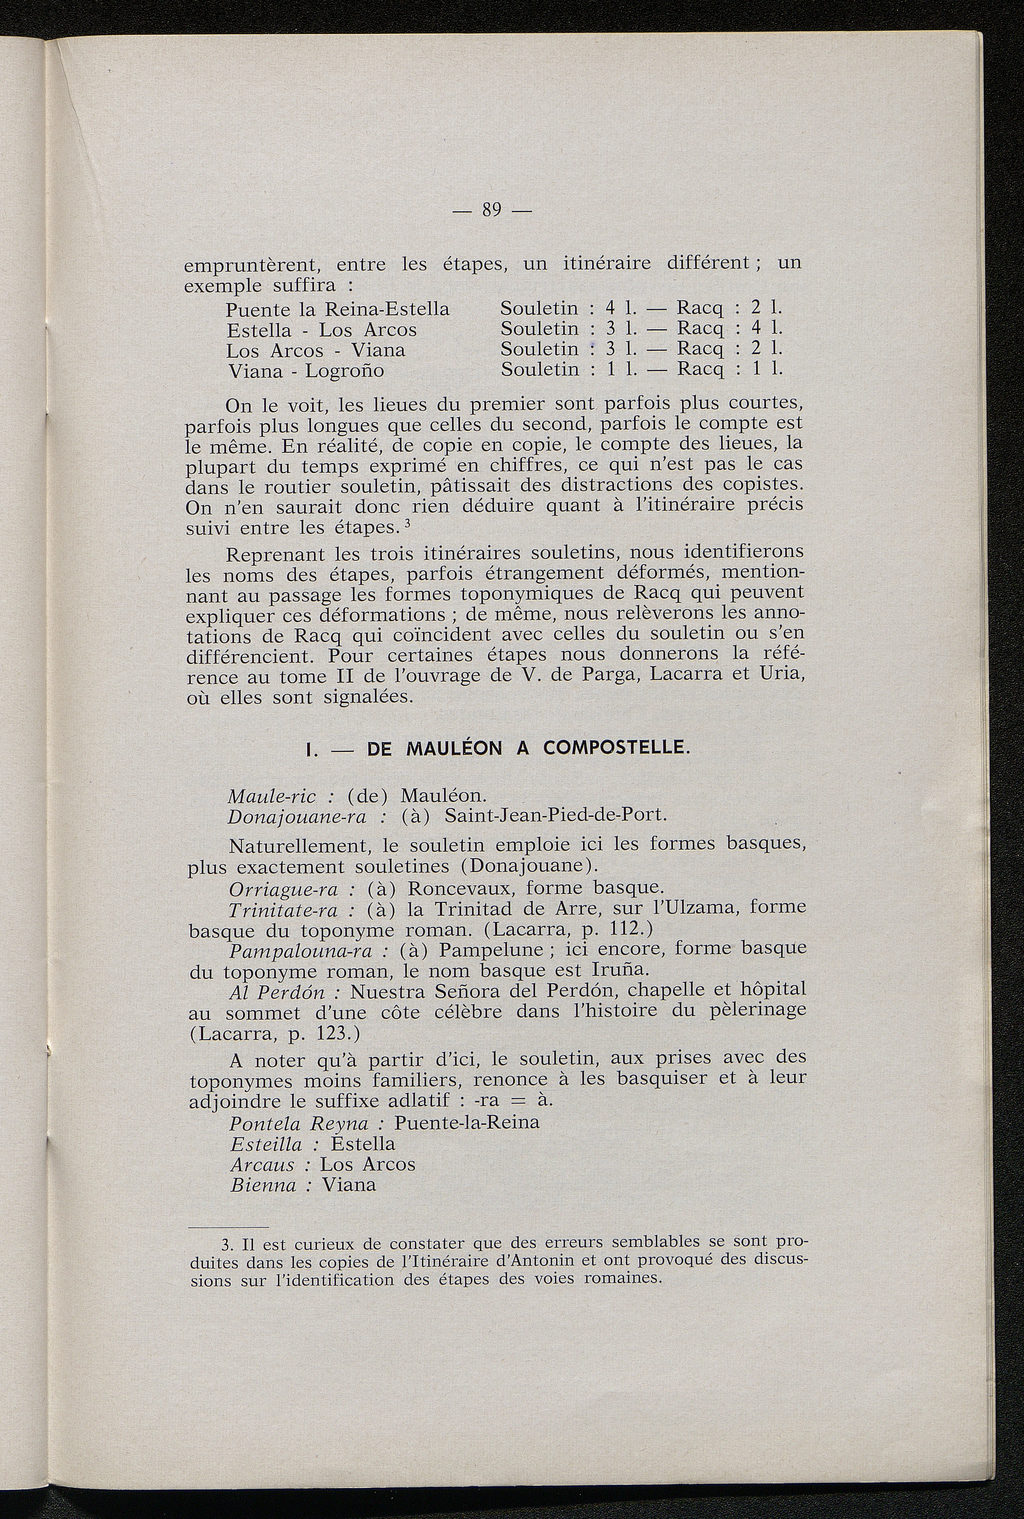 — 89 —
empruntèrent, entre les étapes, un itinéraire différent ; un
exemple suffira :
Puente la Reina-Estella Souletin : 4 l. — Racq : 2 l.
Estella - Los Arcos Souletin : 3 l. — Racq : 4 l.
Los Arcos - Viana Souletin : 3 l. — Racq : 2 l.
Viana - Logroño Souletin : 1 l. — Racq : 1 l.
On le voit, les lieues du premier sont parfois plus courtes,
parfois plus longues que celles du second, parfois le compte est
le même. En réalité, de copie en copie, le compte des lieues, la
plupart du temps exprimé en chiffres, ce qui n'est pas le cas
dans le routier souletin, pâtissait des distractions des copistes.
On n'en saurait donc rien déduire quant à l'itinéraire précis
suivi entre les étapes. ³
Reprenant les trois itinéraires souletins, nous identifierons
les noms des étapes, parfois étrangement déformés, mention-
nant au passage les formes toponymiques de Racq qui peuvent
expliquer ces déformations ; de même, nous relèverons les anno-
tations de Racq qui coïncident avec celles du souletin ou s'en
différencient. Pour certaines étapes nous donnerons la réfé-
rence au tome II de l'ouvrage de V. de Parga, Lacarra et Uria,
où elles sont signalées.
I. — DE MAULÉON A COMPOSTELLE.
Maule-ric : (de) Mauléon.
Donajouane-ra : (à) Saint-Jean-Pied-de-Port.
Naturellement, le souletin emploie ici les formes basques,
plus exactement souletines (Donajouane).
Orriague-ra : (à) Roncevaux, forme basque.
Trinitate-ra : (à) la Trinitad de Arre, sur l'Ulzama, forme
basque du toponyme roman. (Lacarra, p. 112.)
Pampalouna-ra : (à) Pampelune ; ici encore, forme basque
du toponyme roman, le nom basque est Iruña.
Al Perdón : Nuestra Señora del Perdón, chapelle et hôpital
au sommet d'une côte célèbre dans l'histoire du pèlerinage
(Lacarra, p. 123.)
A noter qu'à partir d'ici, le souletin, aux prises avec des
toponymes moins familiers, renonce à les basquiser et à leur
adjoindre le suffixe adlatif : -ra = à.
Pontela Reyna : Puente-la-Reina
Esteilla : Estella
Arcaus : Los Arcos
Bienna : Viana
3. Il est curieux de constater que des erreurs semblables se sont pro-
duites dans les copies de l'Itinéraire d'Antonin et ont provoqué des discus-
sions sur l'identification des étapes des voies romaines.